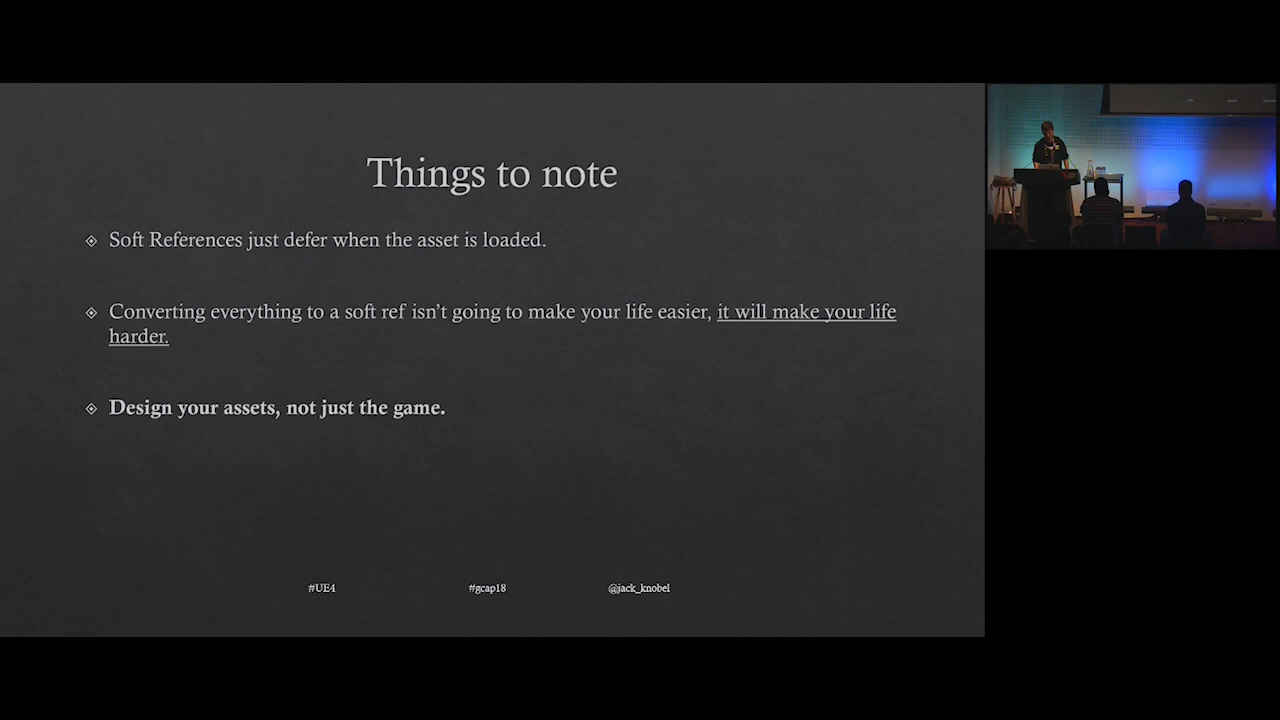 Things to note
Soft References just defer when the asset is loaded.
Converting everything to a soft ref isn't going to make your life easier, it will make your life
harder.
Design your assets, not just the game.
#UE4 #gcap18 @jack_knobel